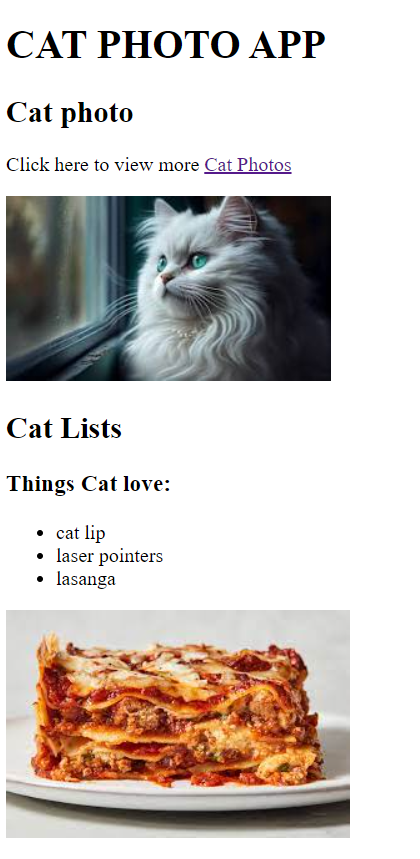 CAT PHOTO APP
Cat photo
Click here to view more Cat Photos
Cat Lists
Things Cat love:
cat lip
laser pointers
lasanga